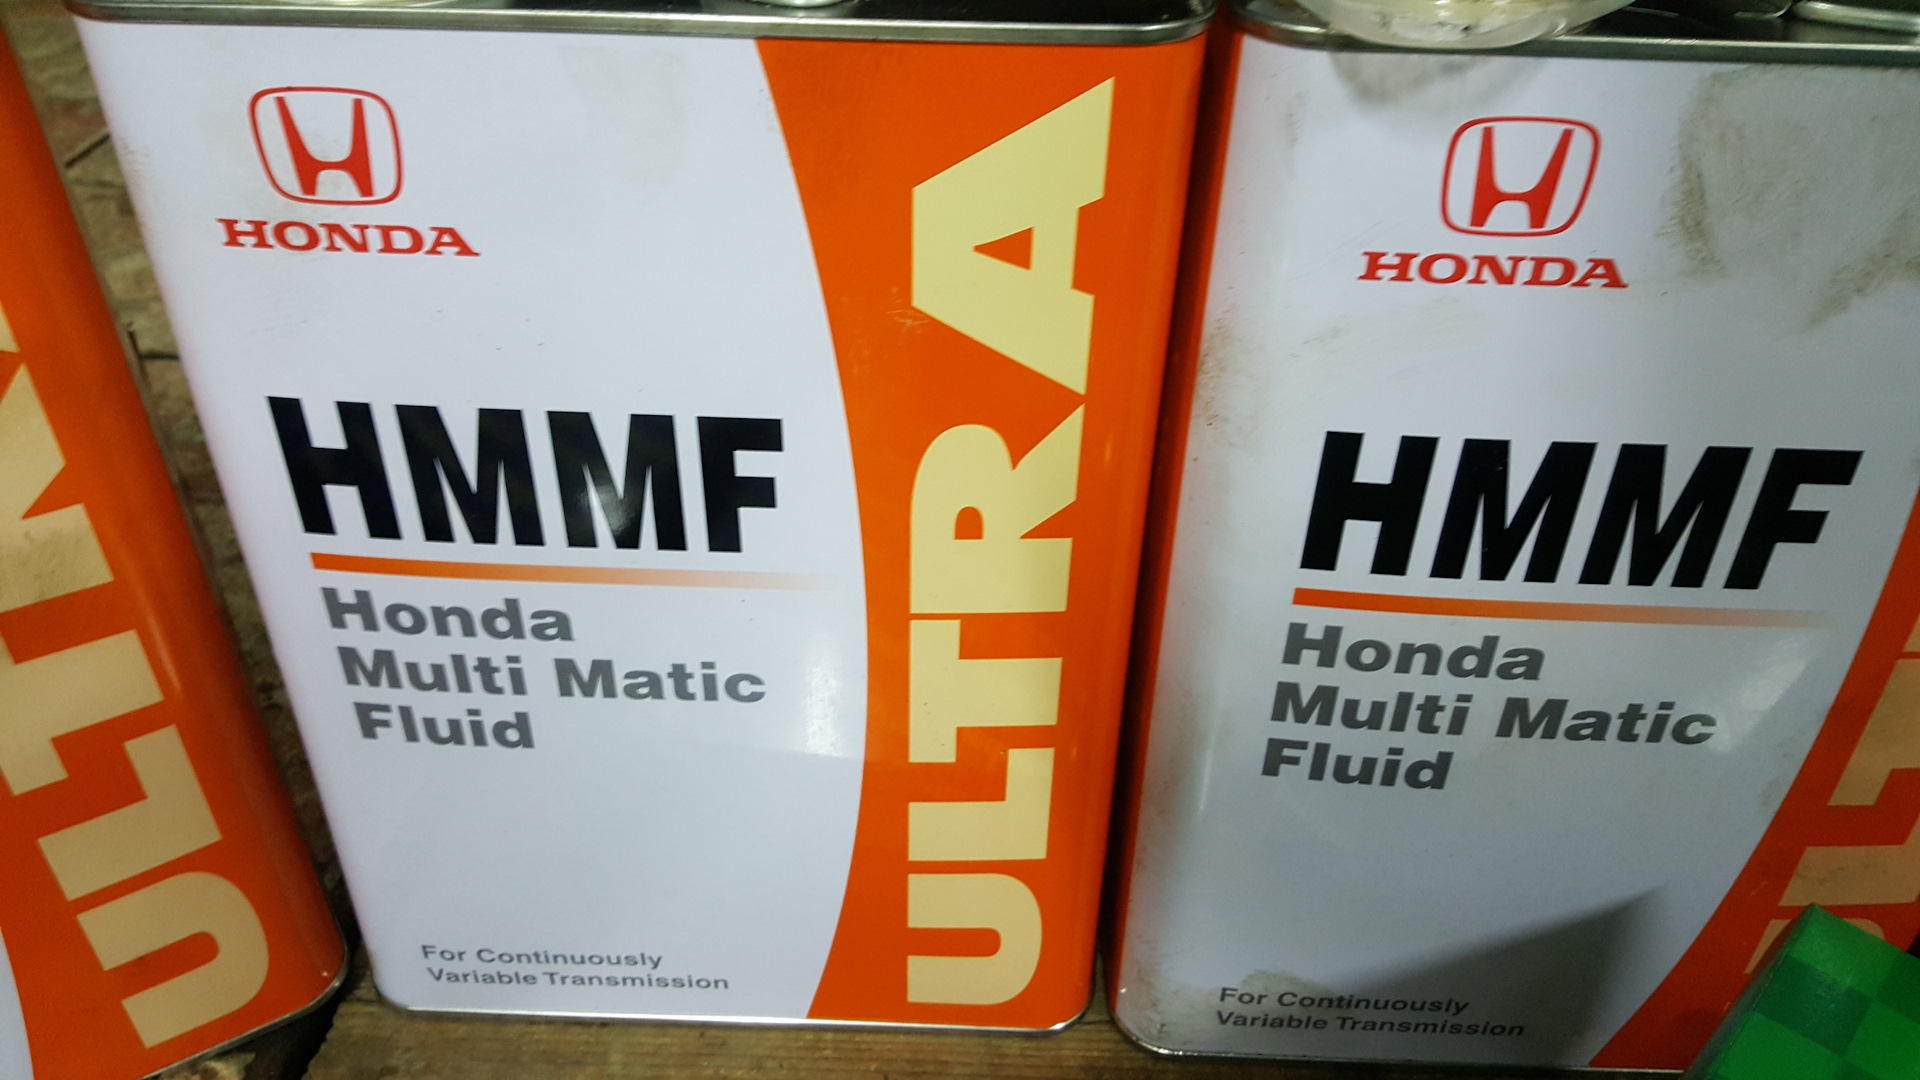 HONDA
HMMF
Honda
Multi Matic
Fluid
For Continuously
Variable Transmission
ULTRA
HONDA
HMMF
Honda
Multi Matic
Fluid
For Continuously
Variable Transmission